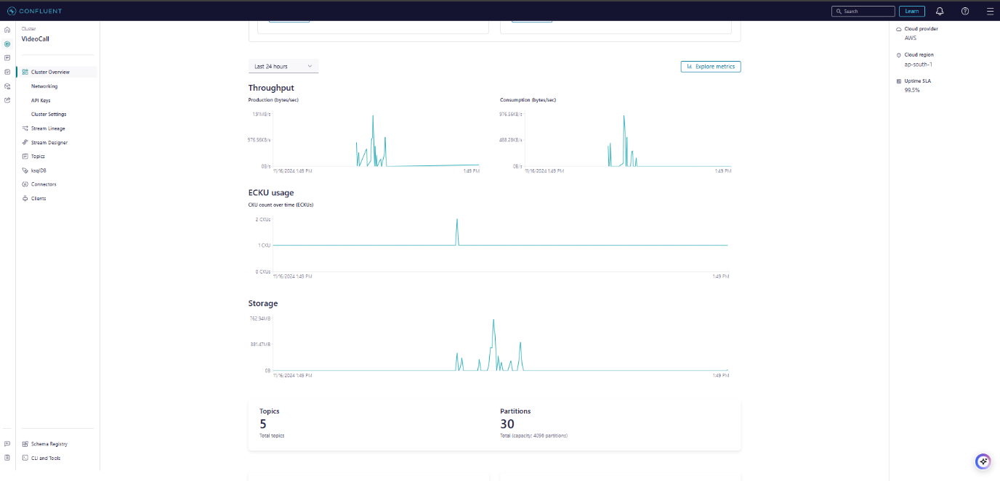 CONFLUENT
Search
Learn
Cluster
VideoCall
Cluster Overview
Networking
API Keys
Cluster Settings
Stream Lineage
Stream Designer
Topics
ksqlDB
Connectors
Clients
Schema Registry
CLI and Tools
Last 24 hours
Explore metrics
Throughput
Production (bytes/sec)
1.91MB/s
976.56KB/s
0B/s
11/16/2024 1:49 PM
1:49 PM
Consumption (bytes/sec)
976.56KB/s
488.28KB/s
0B/s
11/16/2024 1:49 PM
1:49 PM
ECKU usage
CKU count over time (ECKUs)
2 CKUs
1 CKU
0 CKUs
11/16/2024 1:49 PM
1:49 PM
Storage
762.94MB
381.47MB
0B
11/16/2024 1:49 PM
1:49 PM
Topics
5
Total topics
Partitions
30
Total (capacity: 4096 partitions)
Cloud provider
AWS
Cloud region
ap-south-1
Uptime SLA
99.5%